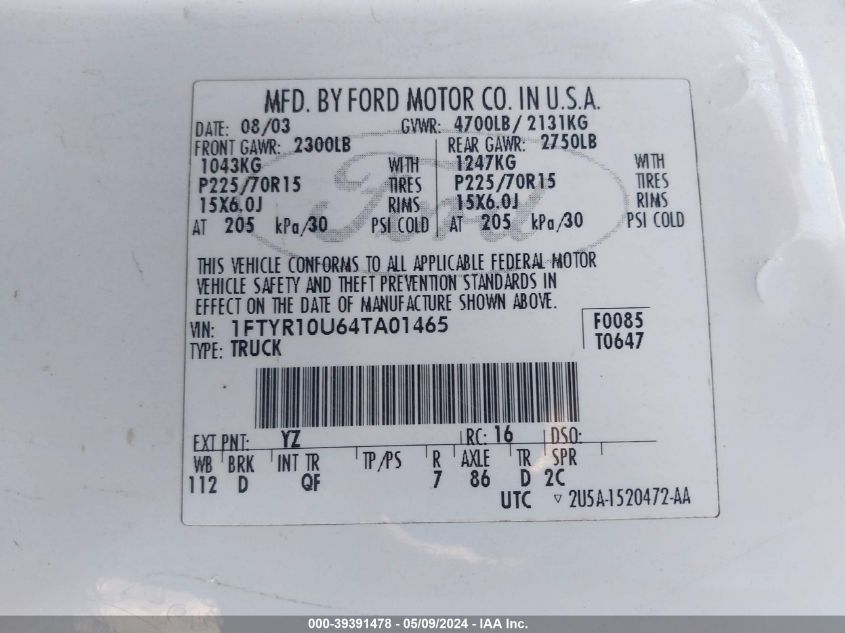 MFD. BY FORD MOTOR CO. IN U.S.A.
DATE: 08/03 GVWR: 4700LB/ 2131KG
FRONT GAWR: 2300LB REAR GAWR: 2750LB
1043KG WITH 1247KG WITH
P225/70R15 TIRES P225/70R15 TIRES
15X6.0J RIMS 15X6.0J RIMS
AT 205 kPa/30 PSI COLD AT 205 kPa/30 PSI COLD
Ford
THIS VEHICLE CONFORMS TO ALL APPLICABLE FEDERAL MOTOR
VEHICLE SAFETY AND THEFT PREVENTION STANDARDS IN
EFFECT ON THE DATE OF MANUFACTURE SHOWN ABOVE.
VIN: 1FTYR10U64TA01465 F0085
TYPE: TRUCK T0647
EXT PNT: YZ RC: 16 DSO:
WB BRK INT TR TP/PS R AXLE TR SPR
112 D QF 7 86 D 2C
UTC ▽ 2U5A-1520472-AA
000-39391478 - 05/09/2024 - IAA Inc.